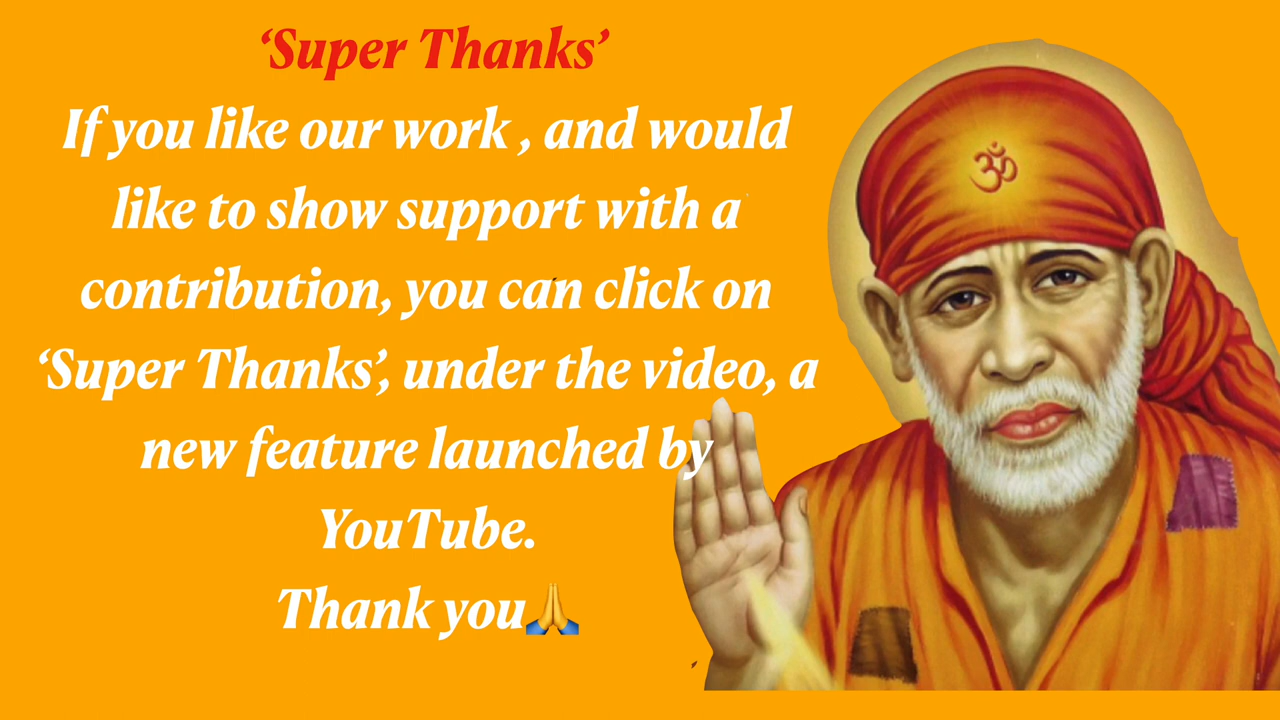 ‘Super Thanks’
If you like our work , and would
like to show support with a
contribution, you can click on
‘Super Thanks’, under the video, a
new feature launched by
YouTube.
Thank you🙏
ॐ